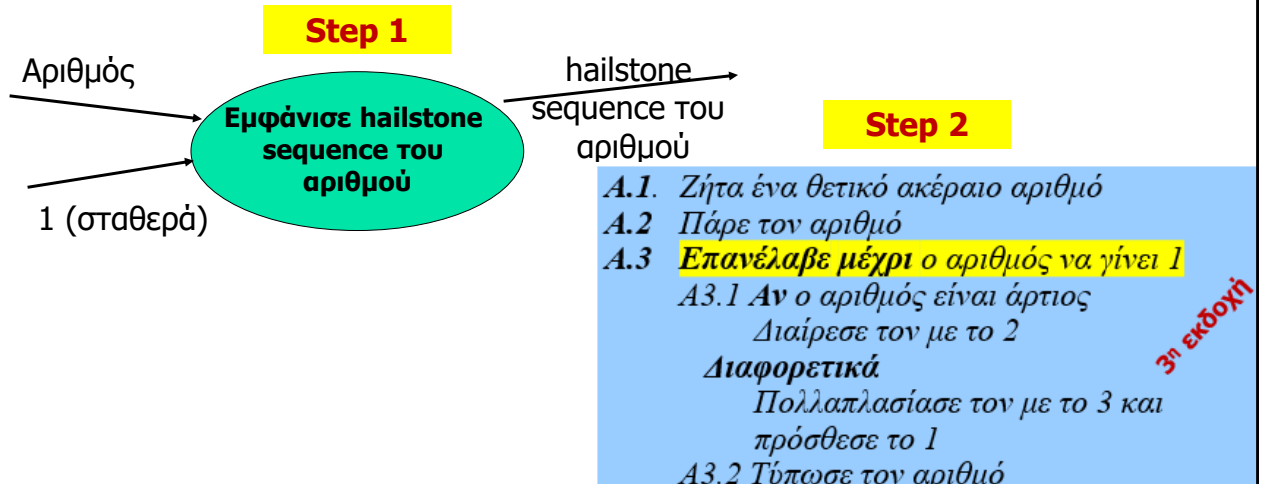 Step 1
Αριθμός
Εμφάνισε hailstone
sequence του
αριθμού
1 (σταθερά)
hailstone
sequence του
αριθμού
Step 2
A.1. Ζήτα ένα θετικό ακέραιο αριθμό
A.2 Πάρε τον αριθμό
A.3 Επανέλαβε μέχρι ο αριθμός να γίνει 1
A3.1 Αν ο αριθμός είναι άρτιος
Διαίρεσε τον με το 2
Διαφορετικά
Πολλαπλασίασε τον με το 3 και
πρόσθεσε το 1
A3.2 Τύπωσε τον αριθμό
3η εκδοχή